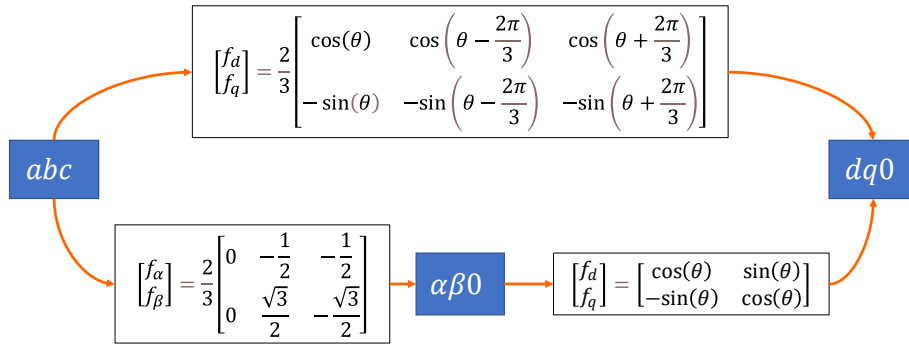 [f_d f_q] = 2/3 [cos(θ) cos(θ − 2π/3) cos(θ + 2π/3)
−sin(θ) −sin(θ − 2π/3) −sin(θ + 2π/3)]
abc
dq0
[f_α f_β] = 2/3 [0 −1/2 −1/2
0 √3/2 −√3/2]
αβ0
[f_d f_q] = [cos(θ) sin(θ)
−sin(θ) cos(θ)]